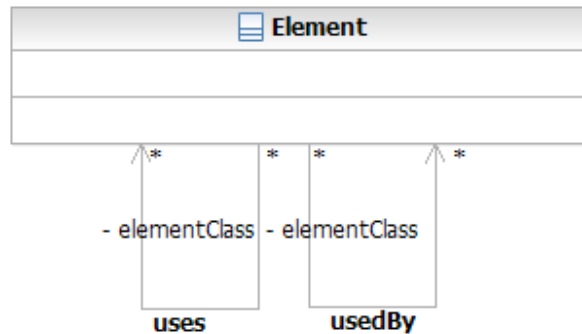 Element
* * * *
- elementClass - elementClass
uses usedBy